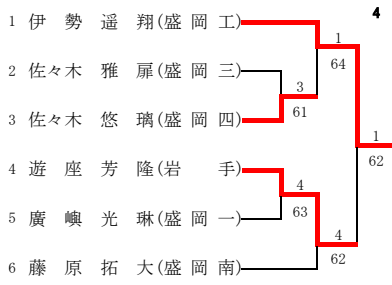 4
1 伊 勢 遥 翔(盛 岡 工)
1
64
2 佐々木 雅 扉(盛 岡 三)
3
61
3 佐々木 悠 璃(盛 岡 四)
1
62
4 遊 座 芳 隆(岩 手)
4
63
5 廣 嶼 光 琳(盛 岡 一)
4
62
6 藤 原 拓 大(盛 岡 南)